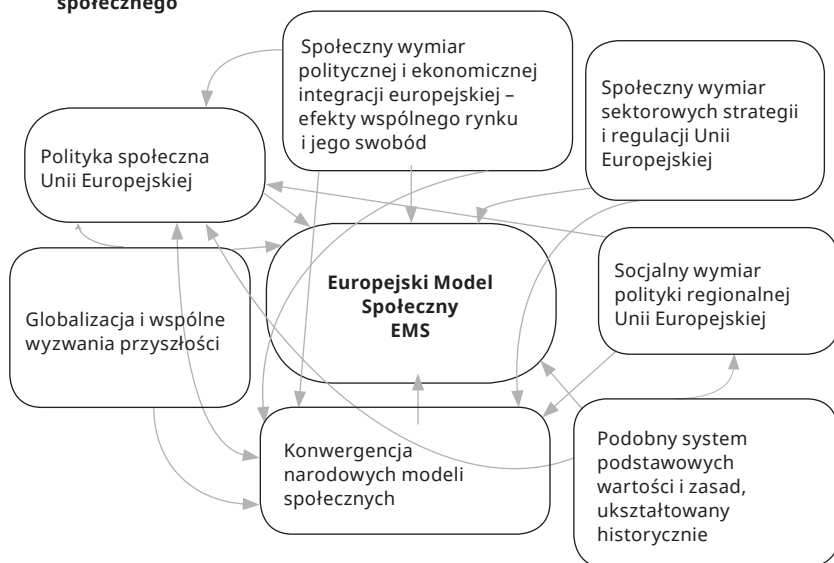 społecznego
Społeczny wymiar
politycznej i ekonomicznej
integracji europejskiej –
efekty wspólnego rynku
i jego swobód
Społeczny wymiar
sektorowych strategii
i regulacji Unii
Europejskiej
Polityka społeczna
Unii Europejskiej
Europejski Model
Społeczny
EMS
Socjalny wymiar
polityki regionalnej
Unii Europejskiej
Globalizacja i wspólne
wyzwania przyszłości
Konwergencja
narodowych modeli
społecznych
Podobny system
podstawowych
wartości i zasad,
ukształtowany
historycznie